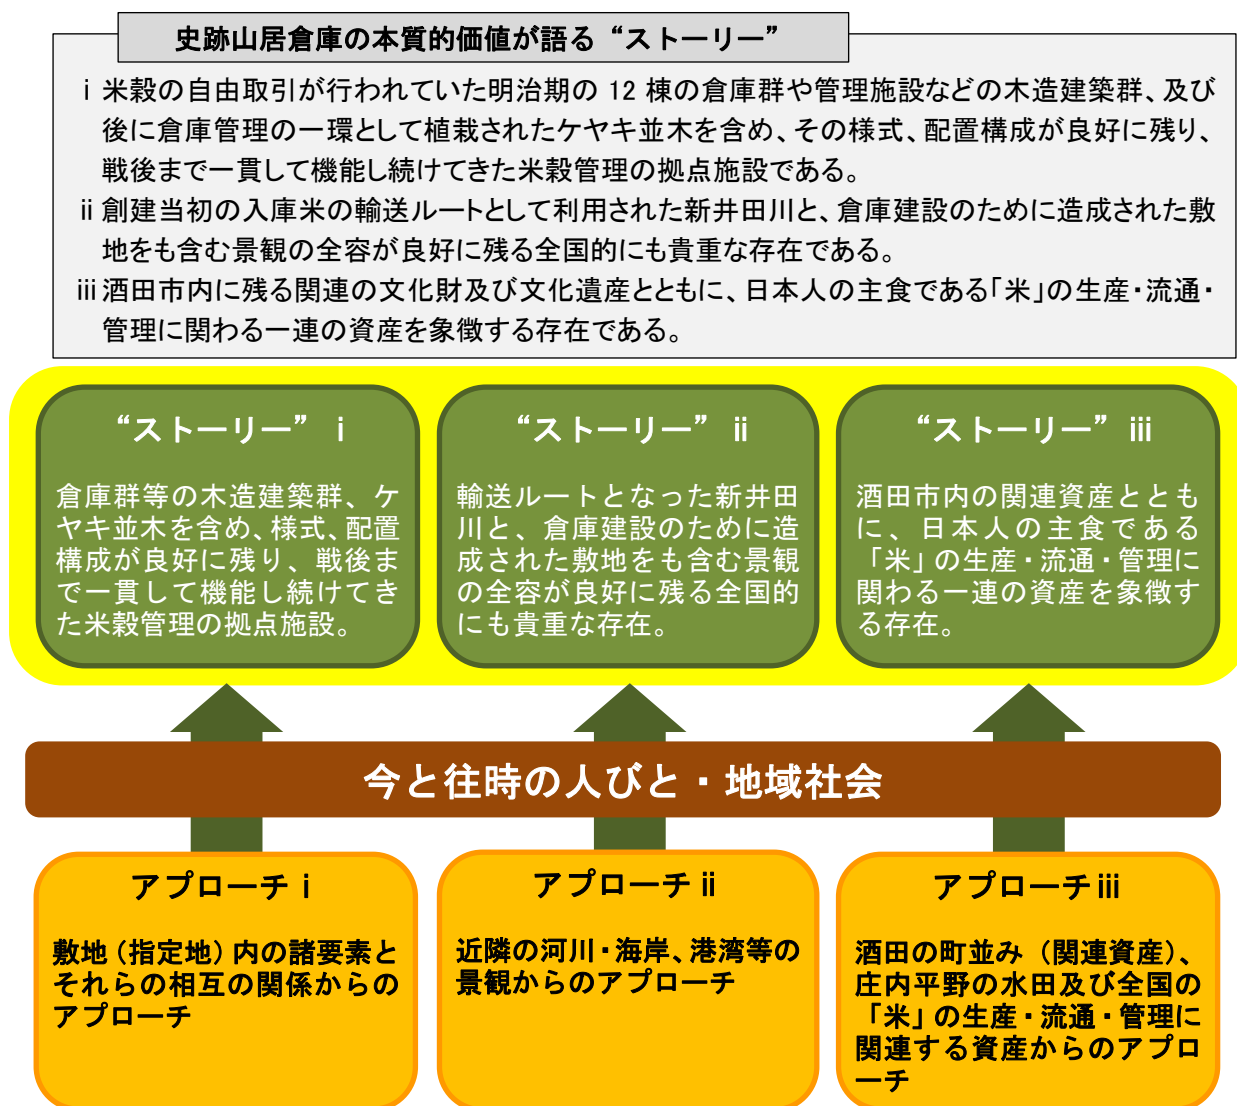 史跡山居倉庫の本質的価値が語る“ストーリー”
ⅰ 米穀の自由取引が行われていた明治期の 12 棟の倉庫群や管理施設などの木造建築群、及び
後に倉庫管理の一環として植栽されたケヤキ並木を含め、その様式、配置構成が良好に残り、
戦後まで一貫して機能し続けてきた米穀管理の拠点施設である。
ⅱ 創建当初の入庫米の輸送ルートとして利用された新井田川と、倉庫建設のために造成された敷
地をも含む景観の全容が良好に残る全国的にも貴重な存在である。
ⅲ 酒田市内に残る関連の文化財及び文化遺産とともに、日本人の主食である「米」の生産・流通・
管理に関わる一連の資産を象徴する存在である。
“ストーリー” ⅰ
倉庫群等の木造建築群、ケ
ヤキ並木を含め、様式、配置
構成が良好に残り、戦後ま
で一貫して機能し続けてき
た米穀管理の拠点施設。
“ストーリー” ⅱ
輸送ルートとなった新井田
川と、倉庫建設のために造
成された敷地をも含む景観
の全容が良好に残る全国的
にも貴重な存在。
“ストーリー” ⅲ
酒田市内の関連資産ととも
に、日本人の主食である
「米」の生産・流通・管理に
関わる一連の資産を象徴す
る存在。
今と往時の人びと・地域社会
アプローチ ⅰ
敷地（指定地）内の諸要素と
それらの相互の関係からの
アプローチ
アプローチ ⅱ
近隣の河川・海岸、港湾等の
景観からのアプローチ
アプローチ ⅲ
酒田の町並み（関連資産）、
庄内平野の水田及び全国の
「米」の生産・流通・管理に
関連する資産からのアプロ
ーチ